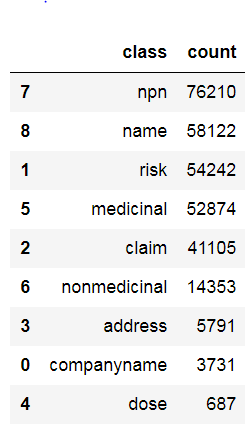 class count
7 npn 76210
8 name 58122
1 risk 54242
5 medicinal 52874
2 claim 41105
6 nonmedicinal 14353
3 address 5791
0 companyname 3731
4 dose 687